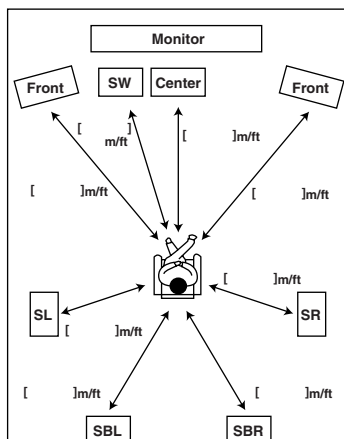 Monitor
Front
SW
Center
Front
[ ]
m/ft
[ ]m/ft
[ ]m/ft
[ ]m/ft
[ ]m/ft
SL
SR
[ ]m/ft
[ ]m/ft
[ ]m/ft
SBL
SBR